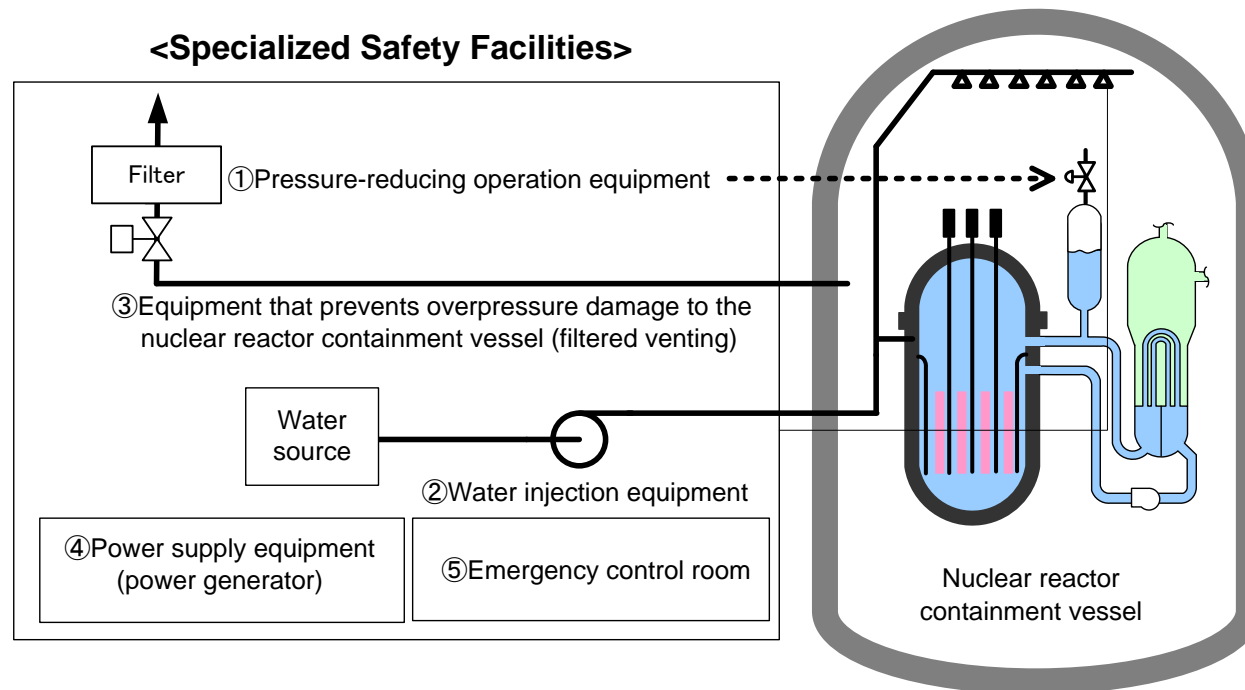 <Specialized Safety Facilities>
Filter
①Pressure-reducing operation equipment
③Equipment that prevents overpressure damage to the
nuclear reactor containment vessel (filtered venting)
Water
source
②Water injection equipment
④Power supply equipment
(power generator)
⑤Emergency control room
Nuclear reactor
containment vessel